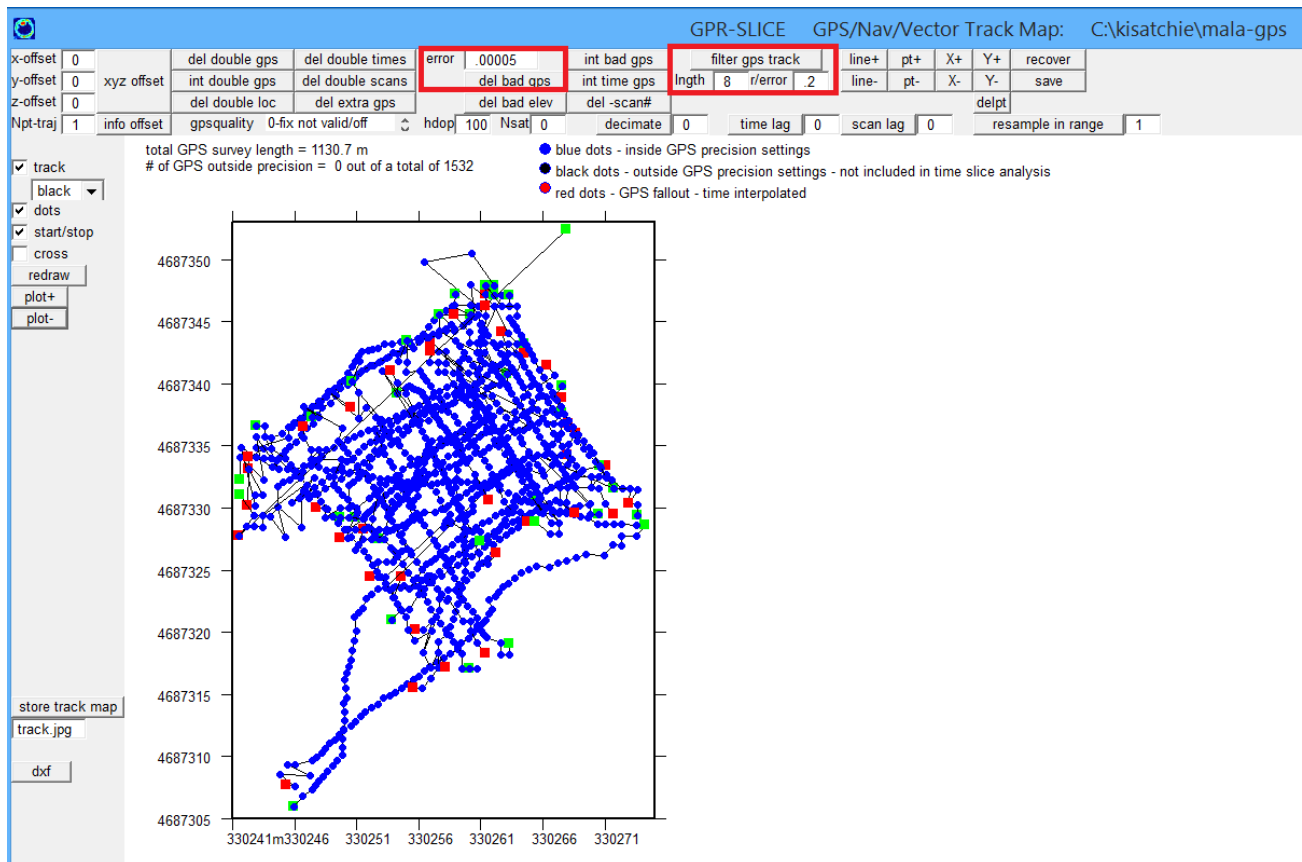 GPR-SLICE GPS/Nav/Vector Track Map: C:\kisatchie\mala-gps
x-offset 0 del double gps del double times error .00005 int bad gps filter gps track line+ pt+ X+ Y+ recover
y-offset 0 xyz offset int double gps del double scans del bad gps int time gps lngth 8 r/error .2 line- pt- X- Y- save
z-offset 0 del double loc del extra gps del bad elev del -scan# delpt
Npt-traj 1 info offset gpsquality 0-fix not valid/off hdop 100 Nsat 0 decimate 0 time lag 0 scan lag 0 resample in range 1
total GPS survey length = 1130.7 m
# of GPS outside precision = 0 out of a total of 1532
blue dots - inside GPS precision settings
black dots - outside GPS precision settings - not included in time slice analysis
red dots - GPS fallout - time interpolated
track
black
dots
start/stop
cross
redraw
plot+
plot-
4687350
4687345
4687340
4687335
4687330
4687325
4687320
4687315
4687310
4687305
330241m330246 330251 330256 330261 330266 330271
store track map
track.jpg
dxf